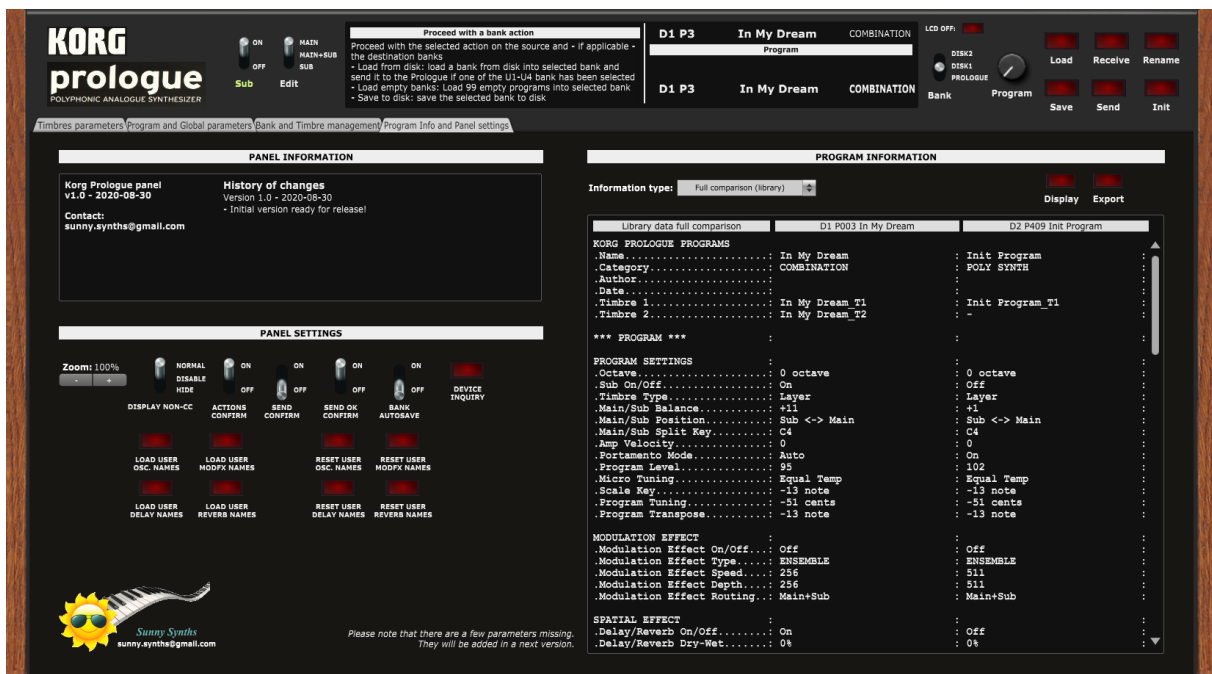 KORG
prologue
POLYPHONIC ANALOGUE SYNTHESIZER
ON
OFF
Sub
MAIN
MAIN+SUB
SUB
Edit
Proceed with a bank action
Proceed with the selected action on the source and - if applicable -
the destination banks
- Load from disk: load a bank from disk into selected bank and
send it to the Prologue if one of the U1-U4 bank has been selected
- Load empty banks: Load 99 empty programs into selected bank
- Save to disk: save the selected bank to disk
D1 P3 In My Dream COMBINATION
Program
D1 P3 In My Dream COMBINATION
LCD OFF:
DISK2
DISK1
PROLOGUE
Bank
Program
Load Receive Rename
Save Send Init
Timbres parameters Program and Global parameters Bank and Timbre management Program Info and Panel settings
PANEL INFORMATION
Korg Prologue panel
v1.0 - 2020-08-30
Contact:
sunny.synths@gmail.com
History of changes
Version 1.0 - 2020-08-30
- Initial version ready for release!
PANEL SETTINGS
Zoom: 100%
- +
NORMAL
DISABLE
HIDE
DISPLAY NON-CC
ON
OFF
ACTIONS
CONFIRM
ON
OFF
SEND
CONFIRM
ON
OFF
SEND OK
CONFIRM
ON
OFF
BANK
AUTOSAVE
DEVICE
INQUIRY
LOAD USER
OSC. NAMES
LOAD USER
MODFX NAMES
RESET USER
OSC. NAMES
RESET USER
MODFX NAMES
LOAD USER
DELAY NAMES
LOAD USER
REVERB NAMES
RESET USER
DELAY NAMES
RESET USER
REVERB NAMES
Sunny Synths
sunny.synths@gmail.com
Please note that there are a few parameters missing.
They will be added in a next version.
PROGRAM INFORMATION
Information type: Full comparison (library)
Display Export
Library data full comparison D1 P003 In My Dream D2 P409 Init Program
KORG PROLOGUE PROGRAMS
.Name......................: In My Dream : Init Program :
.Category..................: COMBINATION : POLY SYNTH :
.Author....................: : :
.Date......................: : :
.Timbre 1..................: In My Dream_T1 : Init Program_T1 :
.Timbre 2..................: In My Dream_T2 : - :
*** PROGRAM *** : : :
PROGRAM SETTINGS : : :
.Octave....................: 0 octave : 0 octave :
.Sub On/Off................: On : Off :
.Timbre Type...............: Layer : Layer :
.Main/Sub Balance..........: +11 : +1 :
.Main/Sub Position.........: Sub <-> Main : Sub <-> Main :
.Main/Sub Split Key........: C4 : C4 :
.Amp Velocity..............: 0 : 0 :
.Portamento Mode...........: Auto : On :
.Program Level.............: 95 : 102 :
.Micro Tuning..............: Equal Temp : Equal Temp :
.Scale Key.................: -13 note : -13 note :
.Program Tuning............: -51 cents : -51 cents :
.Program Transpose.........: -13 note : -13 note :
MODULATION EFFECT : : :
.Modulation Effect On/Off...: Off : Off :
.Modulation Effect Type.....: ENSEMBLE : ENSEMBLE :
.Modulation Effect Speed....: 256 : 511 :
.Modulation Effect Depth....: 256 : 511 :
.Modulation Effect Routing..: Main+Sub : Main+Sub :
SPATIAL EFFECT : : :
.Delay/Reverb On/Off........: On : Off :
.Delay/Reverb Dry-Wet.......: 0% : 0% :